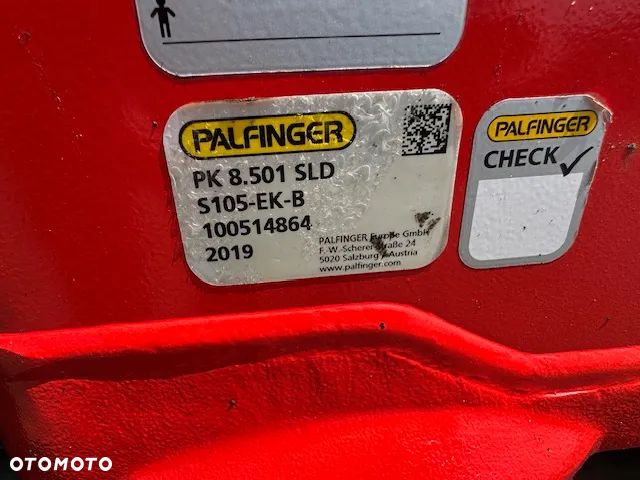 PALFINGER
PK 8.501 SLD
S105-EK-B
100514864
2019
PALFINGER Europe GmbH
F.-W.-Scherer-Straße 24
5020 Salzburg / Austria
www.palfinger.com
PALFINGER
CHECK
OTOMOTO